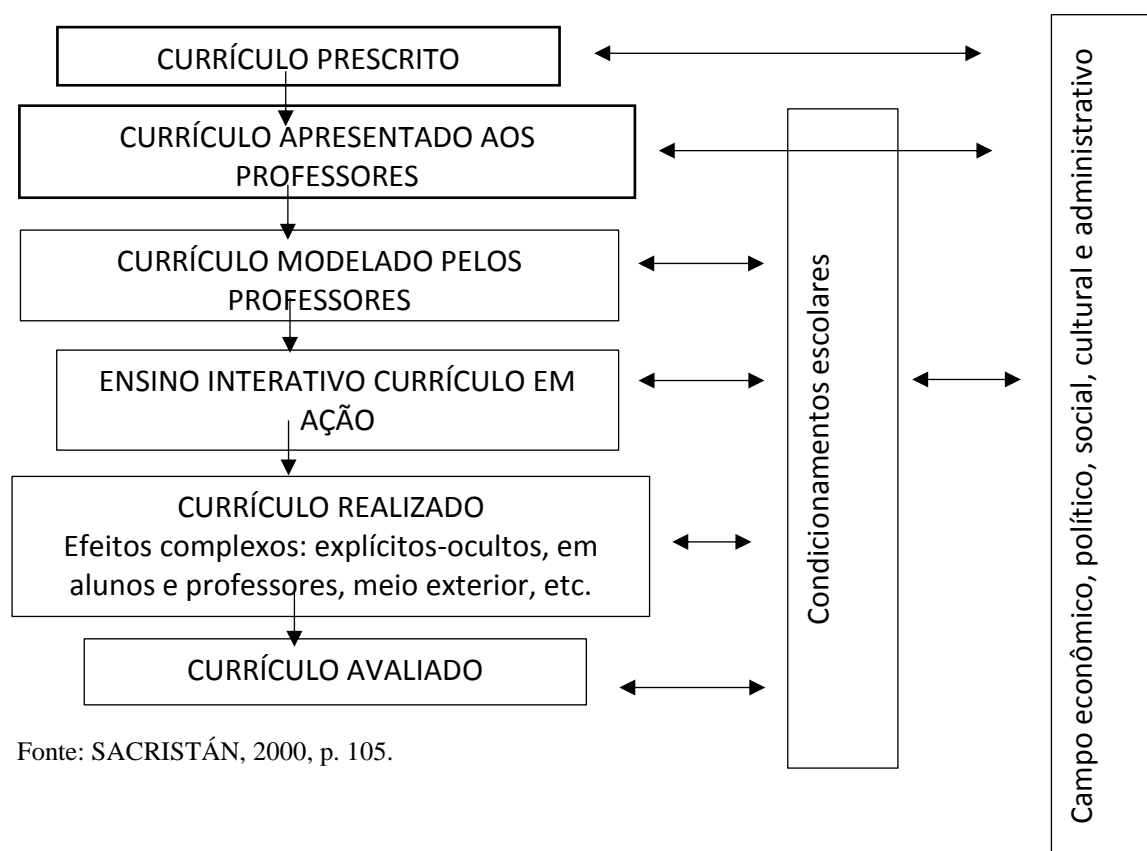 CURRÍCULO PRESCRITO
CURRÍCULO APRESENTADO AOS
PROFESSORES
CURRÍCULO MODELADO PELOS
PROFESSORES
ENSINO INTERATIVO CURRÍCULO EM
AÇÃO
CURRÍCULO REALIZADO
Efeitos complexos: explícitos-ocultos, em
alunos e professores, meio exterior, etc.
CURRÍCULO AVALIADO
Condicionamentos escolares
Campo econômico, político, social, cultural e administrativo
Fonte: SACRISTÁN, 2000, p. 105.